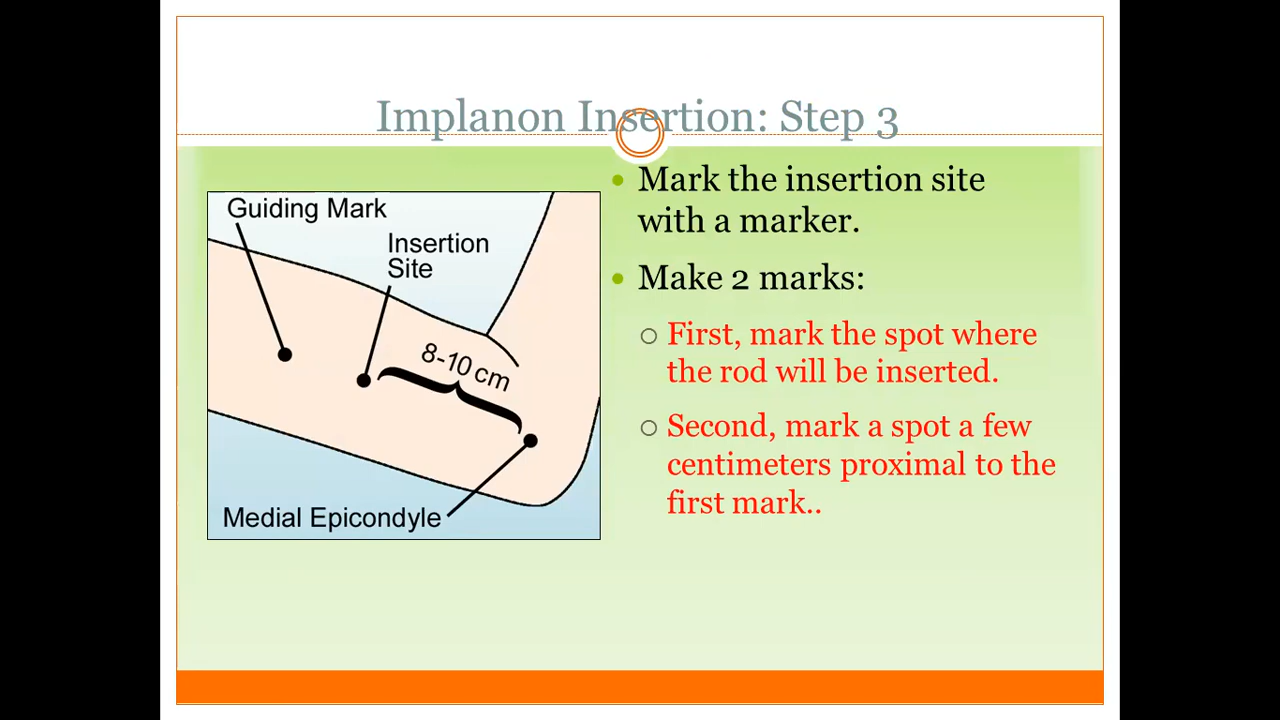 Implanon Insertion: Step 3
Guiding Mark
Insertion
Site
8-10 cm
Medial Epicondyle
Mark the insertion site
with a marker.
Make 2 marks:
First, mark the spot where
the rod will be inserted.
Second, mark a spot a few
centimeters proximal to the
first mark..